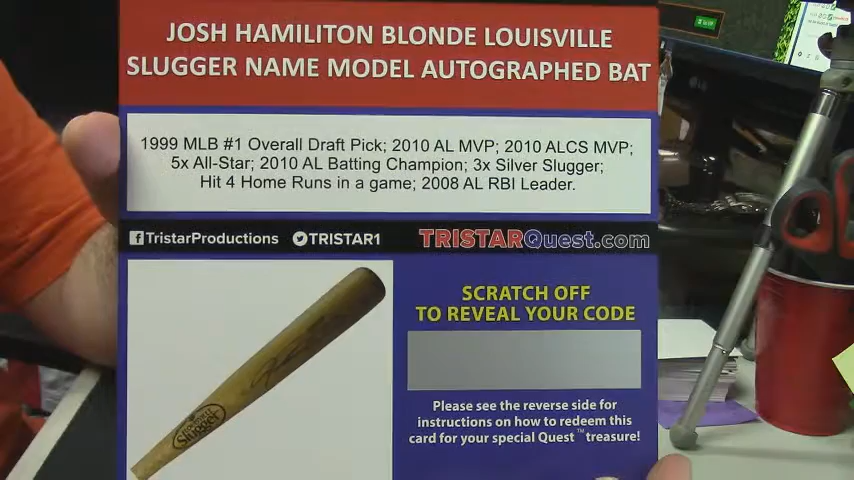 JOSH HAMILITON BLONDE LOUISVILLE
SLUGGER NAME MODEL AUTOGRAPHED BAT
1999 MLB #1 Overall Draft Pick; 2010 AL MVP; 2010 ALCS MVP;
5x All-Star; 2010 AL Batting Champion; 3x Silver Slugger;
Hit 4 Home Runs in a game; 2008 AL RBI Leader.
TristarProductions TRISTAR1 TRISTARQuest.com
SCRATCH OFF
TO REVEAL YOUR CODE
Please see the reverse side for
instructions on how to redeem this
card for your special Quest™ treasure!
Slugger